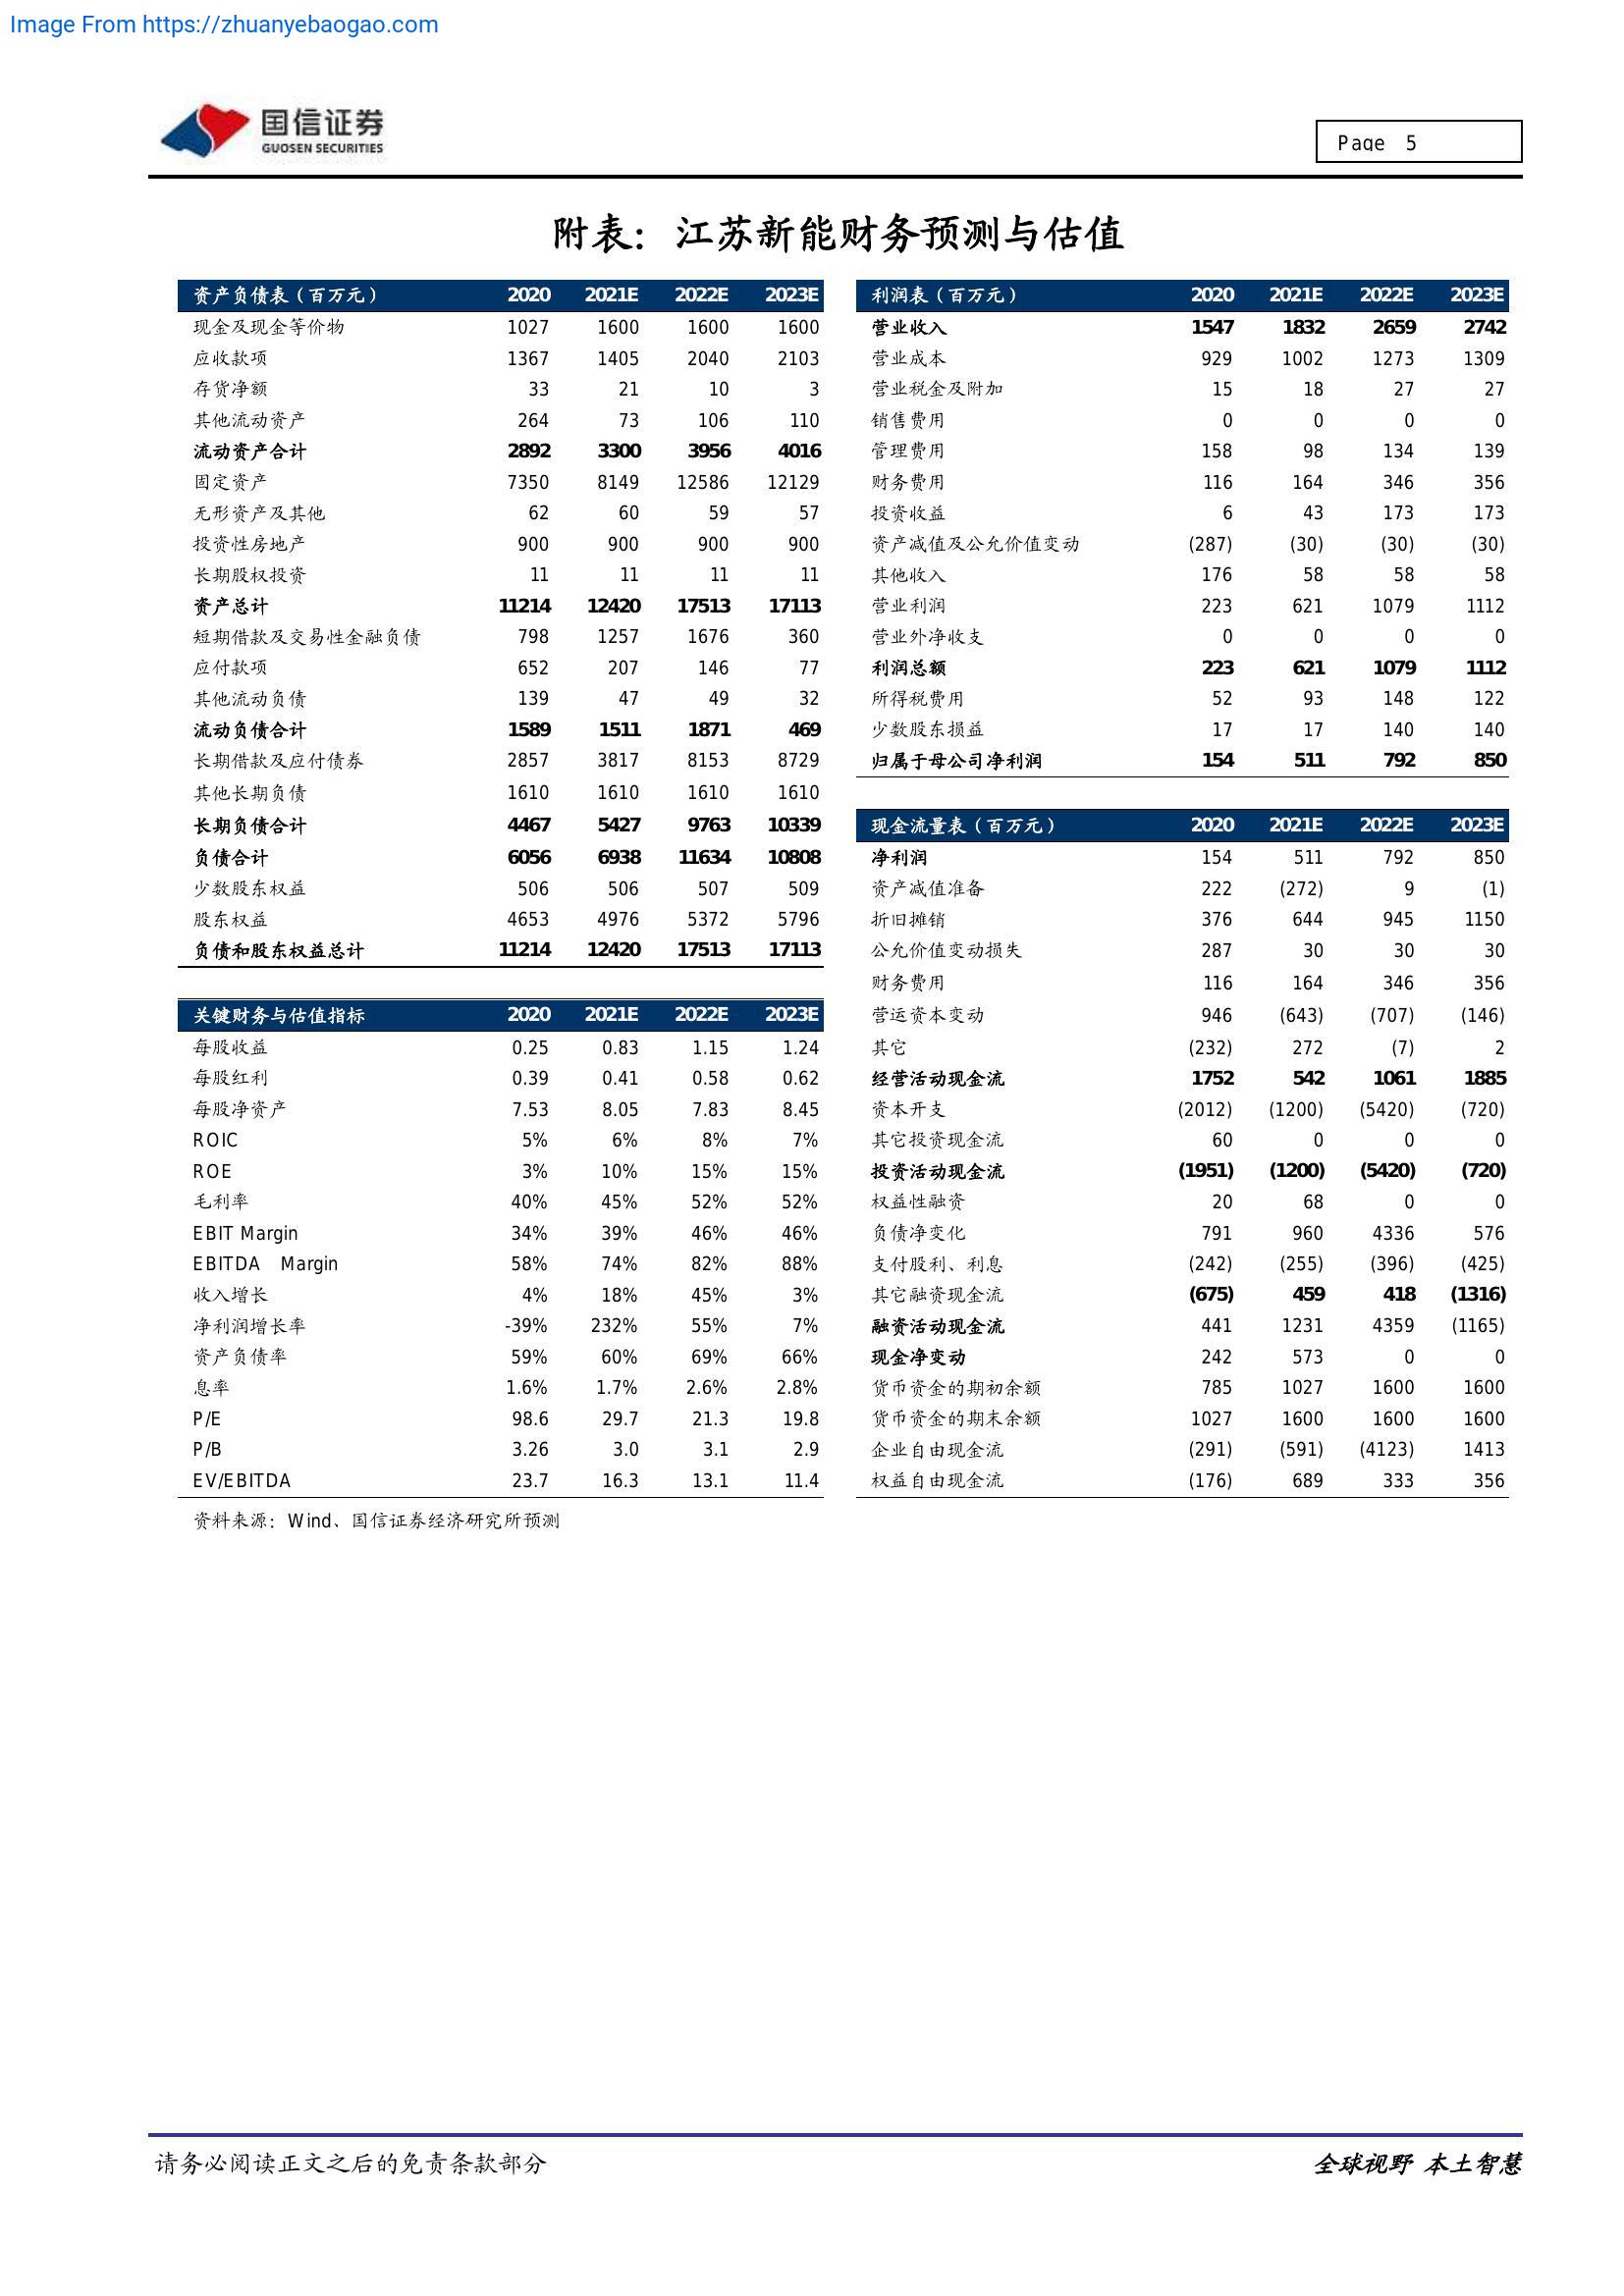 Image From https://zhuanyebaogao.com
国信证券
GUOSEN SECURITIES
Page 5
附表：江苏新能财务预测与估值
资产负债表（百万元） 2020 2021E 2022E 2023E
现金及现金等价物 1027 1600 1600 1600
应收款项 1367 1405 2040 2103
存货净额 33 21 10 3
其他流动资产 264 73 106 110
流动资产合计 2892 3300 3956 4016
固定资产 7350 8149 12586 12129
无形资产及其他 62 60 59 57
投资性房地产 900 900 900 900
长期股权投资 11 11 11 11
资产总计 11214 12420 17513 17113
短期借款及交易性金融负债 798 1257 1676 360
应付款项 652 207 146 77
其他流动负债 139 47 49 32
流动负债合计 1589 1511 1871 469
长期借款及应付债券 2857 3817 8153 8729
其他长期负债 1610 1610 1610 1610
长期负债合计 4467 5427 9763 10339
负债合计 6056 6938 11634 10808
少数股东权益 506 506 507 509
股东权益 4653 4976 5372 5796
负债和股东权益总计 11214 12420 17513 17113
关键财务与估值指标 2020 2021E 2022E 2023E
每股收益 0.25 0.83 1.15 1.24
每股红利 0.39 0.41 0.58 0.62
每股净资产 7.53 8.05 7.83 8.45
ROIC 5% 6% 8% 7%
ROE 3% 10% 15% 15%
毛利率 40% 45% 52% 52%
EBIT Margin 34% 39% 46% 46%
EBITDA Margin 58% 74% 82% 88%
收入增长 4% 18% 45% 3%
净利润增长率 -39% 232% 55% 7%
资产负债率 59% 60% 69% 66%
息率 1.6% 1.7% 2.6% 2.8%
P/E 98.6 29.7 21.3 19.8
P/B 3.26 3.0 3.1 2.9
EV/EBITDA 23.7 16.3 13.1 11.4
资料来源：Wind、国信证券经济研究所预测
利润表（百万元） 2020 2021E 2022E 2023E
营业收入 1547 1832 2659 2742
营业成本 929 1002 1273 1309
营业税金及附加 15 18 27 27
销售费用 0 0 0 0
管理费用 158 98 134 139
财务费用 116 164 346 356
投资收益 6 43 173 173
资产减值及公允价值变动 (287) (30) (30) (30)
其他收入 176 58 58 58
营业利润 223 621 1079 1112
营业外净收支 0 0 0 0
利润总额 223 621 1079 1112
所得税费用 52 93 148 122
少数股东损益 17 17 140 140
归属于母公司净利润 154 511 792 850
现金流量表（百万元） 2020 2021E 2022E 2023E
净利润 154 511 792 850
资产减值准备 222 (272) 9 (1)
折旧摊销 376 644 945 1150
公允价值变动损失 287 30 30 30
财务费用 116 164 346 356
营运资本变动 946 (643) (707) (146)
其它 (232) 272 (7) 2
经营活动现金流 1752 542 1061 1885
资本开支 (2012) (1200) (5420) (720)
其它投资现金流 60 0 0 0
投资活动现金流 (1951) (1200) (5420) (720)
权益性融资 20 68 0 0
负债净变化 791 960 4336 576
支付股利、利息 (242) (255) (396) (425)
其它融资现金流 (675) 459 418 (1316)
融资活动现金流 441 1231 4359 (1165)
现金净变动 242 573 0 0
货币资金的期初余额 785 1027 1600 1600
货币资金的期末余额 1027 1600 1600 1600
企业自由现金流 (291) (591) (4123) 1413
权益自由现金流 (176) 689 333 356
请务必阅读正文之后的免责条款部分
全球视野 本土智慧